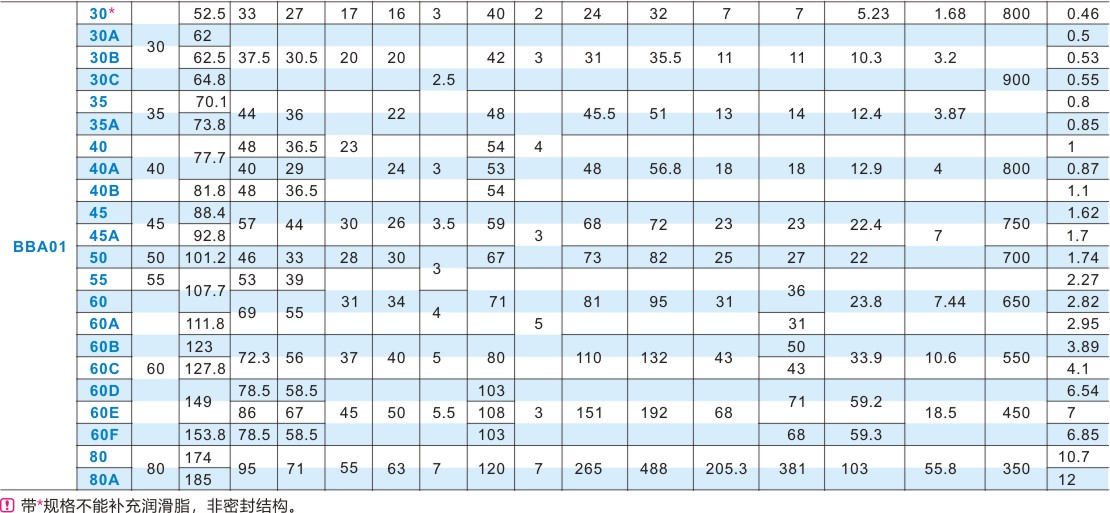 30* 52.5 33 27 17 16 3 40 2 24 32 7 7 5.23 1.68 800 0.46
30A 62 0.5
30
30B 62.5 37.5 30.5 20 20 42 3 31 35.5 11 11 10.3 3.2 0.53
30C 64.8 2.5 900 0.55
35 70.1 0.8
35 44 36 22 48 45.5 51 13 14 12.4 3.87
35A 73.8 0.85
40 48 36.5 23 54 4 1
77.7
40A 40 40 29 24 3 53 48 56.8 18 18 12.9 4 800 0.87
40B 81.8 48 36.5 54 1.1
45 88.4 1.62
45 57 44 30 26 3.5 59 68 72 23 23 22.4 750
45A 92.8 3 7 1.7
BBA01
50 50 101.2 46 33 28 30 67 73 82 25 27 22 700 1.74
3
55 55 53 39 2.27
107.7 36
60 31 34 71 81 95 31 23.8 7.44 650 2.82
69 55 4
60A 111.8 5 31 2.95
60B 123 50 3.89
72.3 56 37 40 5 80 110 132 43 33.9 10.6 550
60C 60 127.8 43 4.1
60D 78.5 58.5 103 6.54
149 71 59.2
60E 86 67 45 50 5.5 108 3 151 192 68 18.5 450 7
60F 153.8 78.5 58.5 103 68 59.3 6.85
80 174 10.7
80 95 71 55 63 7 120 7 265 488 205.3 381 103 55.8 350
80A 185 12
带*规格不能补充润滑脂，非密封结构。